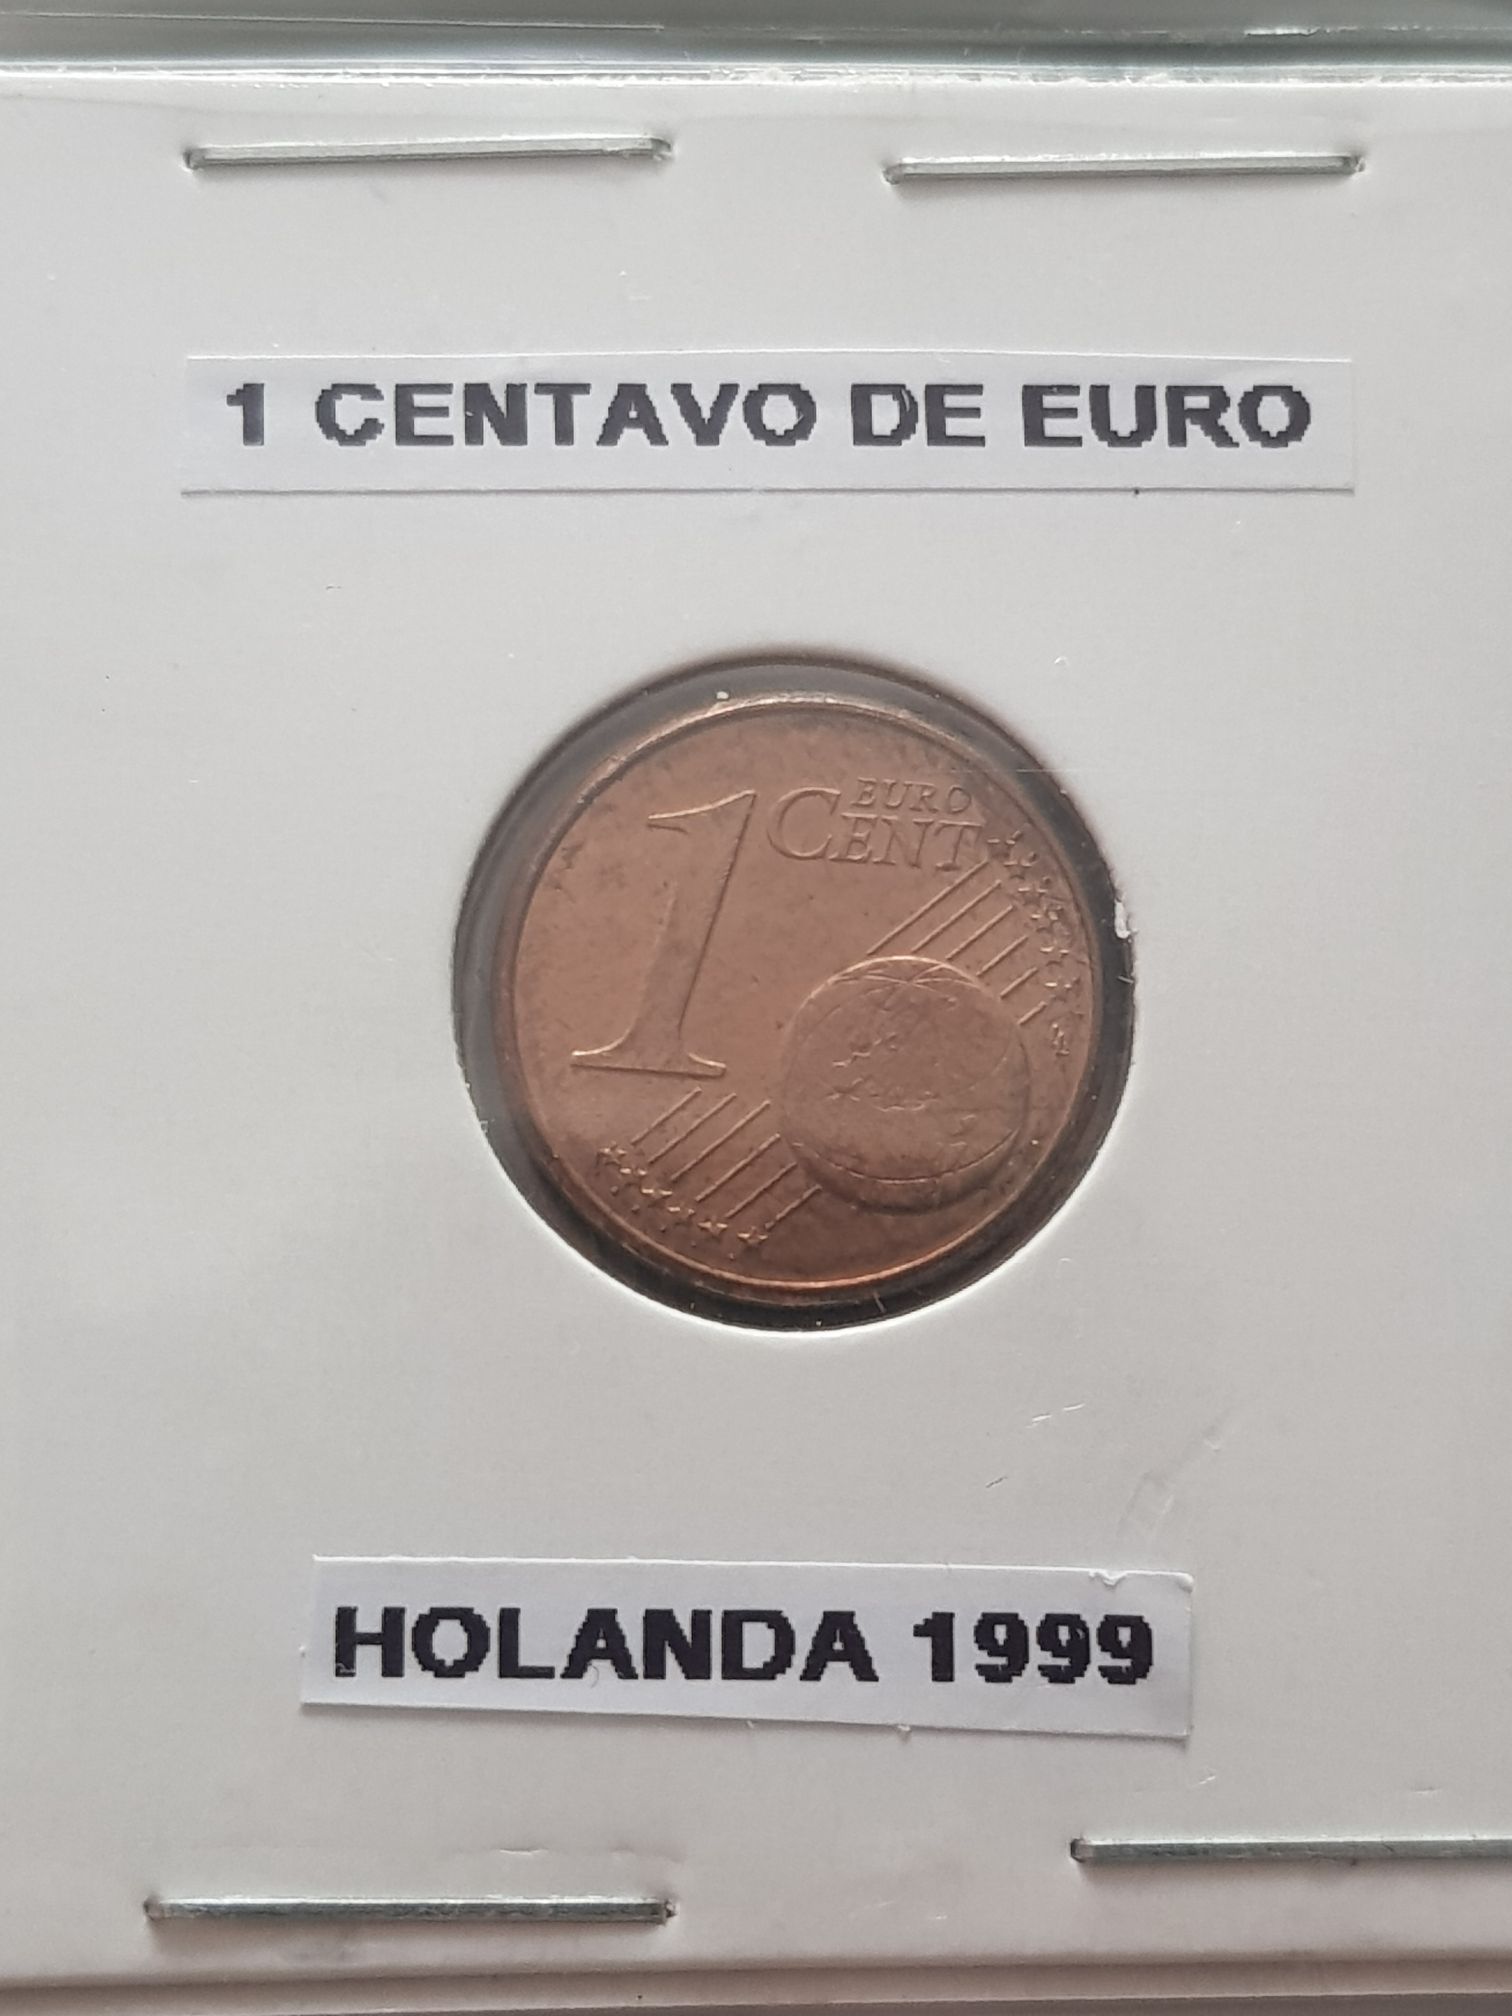 1 CENTAVO DE EURO
1 EURO
CENT
HOLANDA 1999